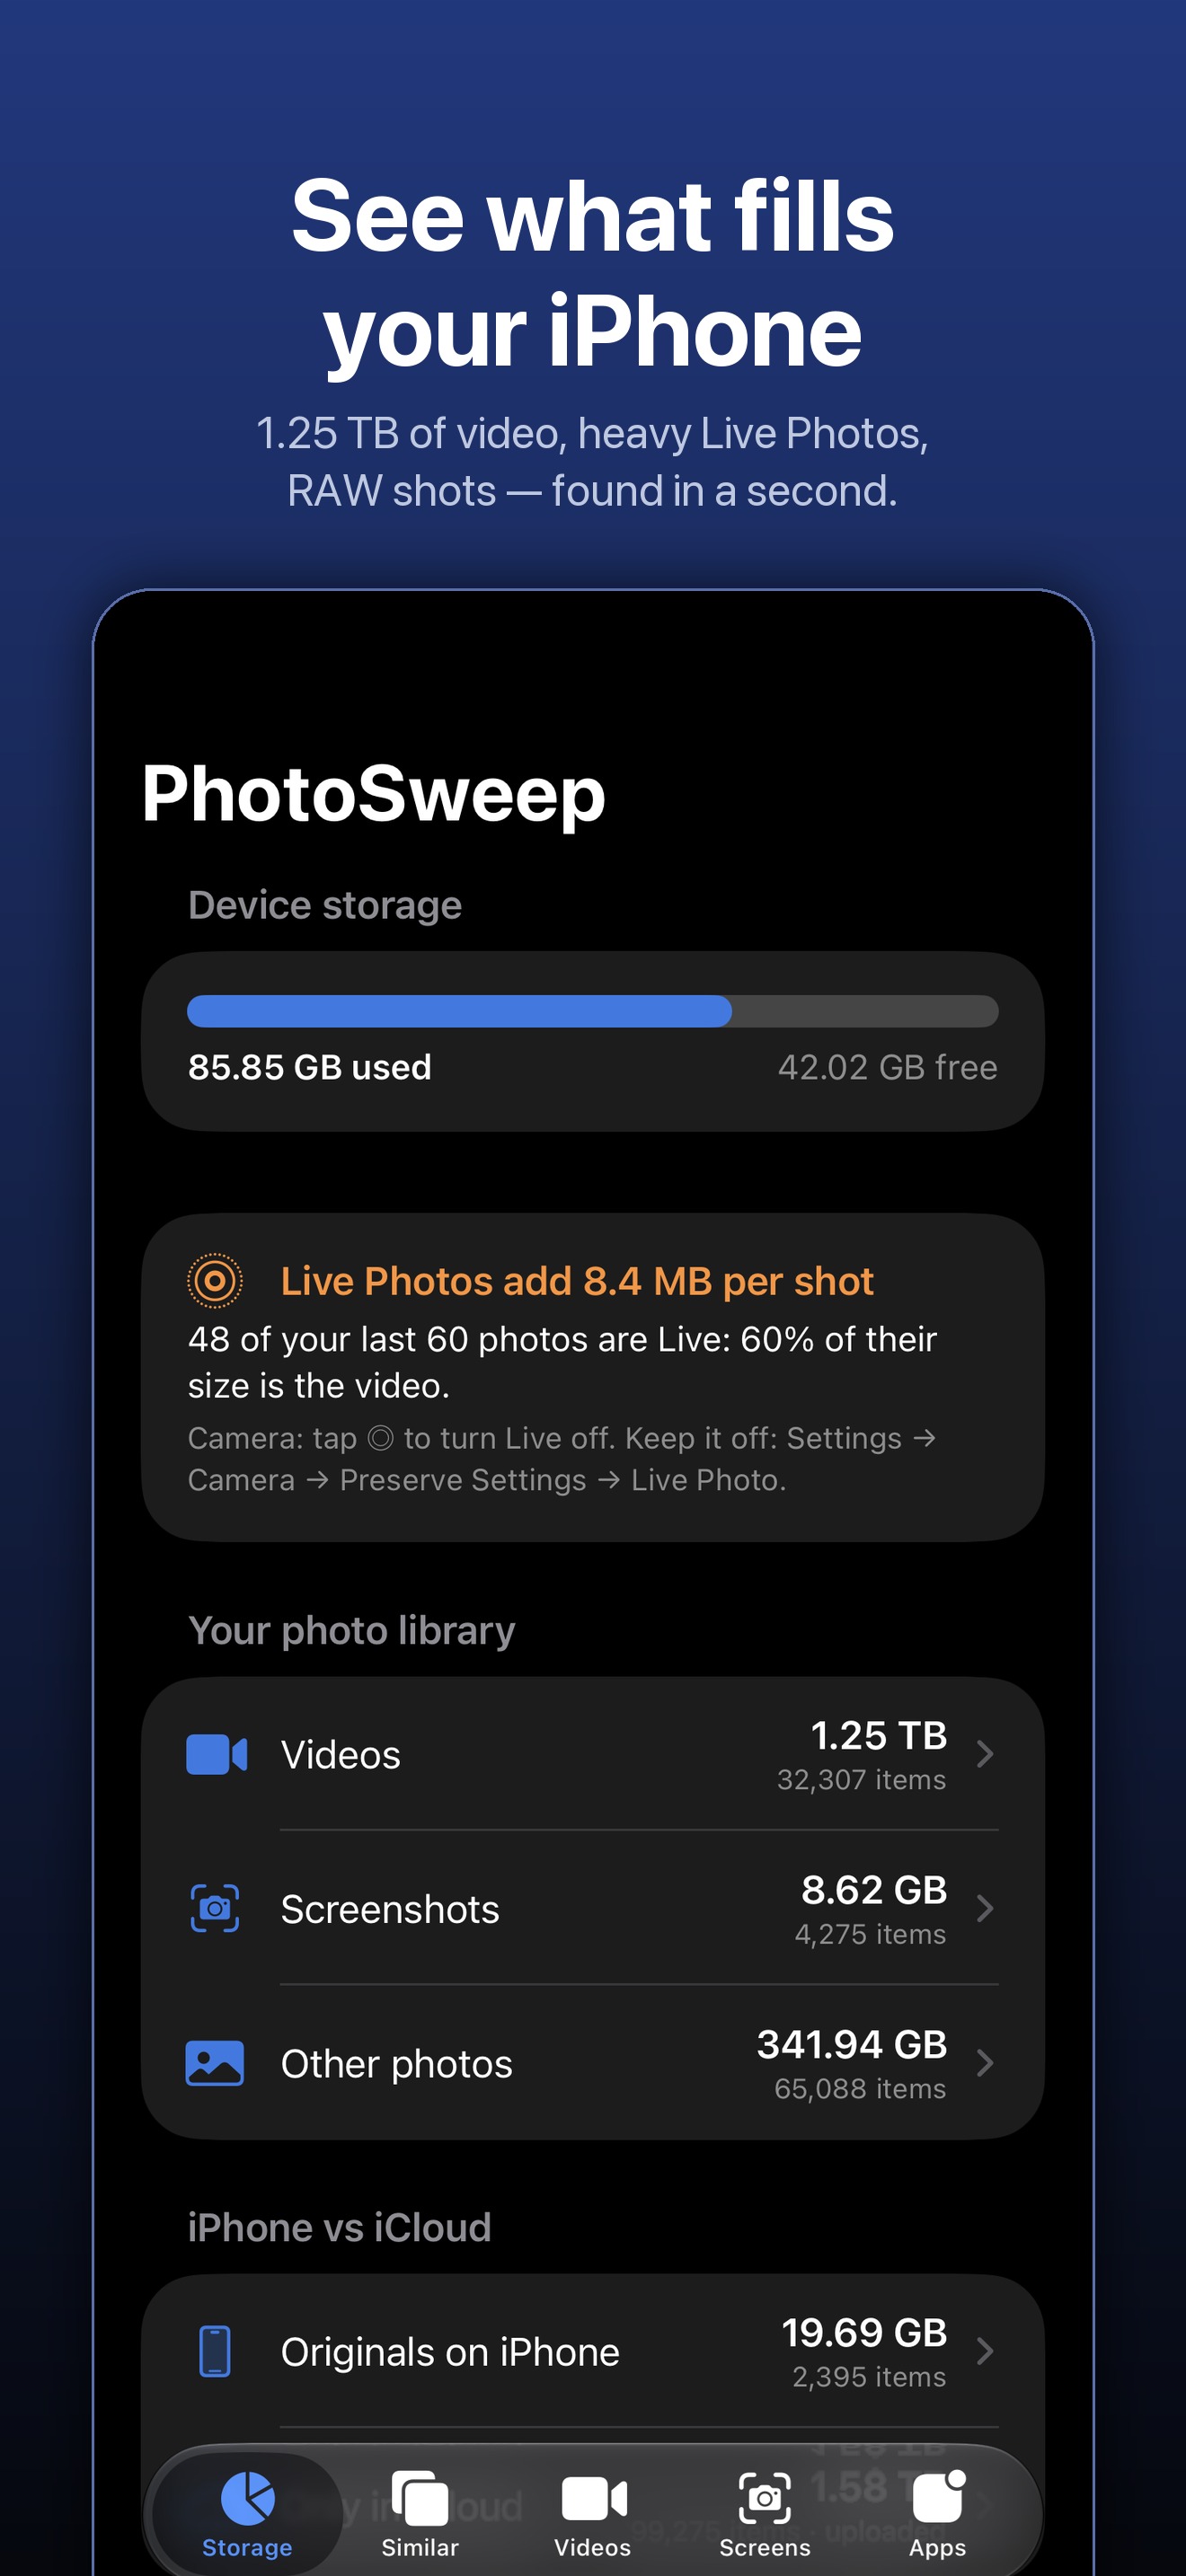 See what fills
your iPhone
1.25 TB of video, heavy Live Photos,
RAW shots — found in a second.
PhotoSweep
Device storage
85.85 GB used
42.02 GB free
Live Photos add 8.4 MB per shot
48 of your last 60 photos are Live: 60% of their
size is the video.
Camera: tap ◎ to turn Live off. Keep it off: Settings →
Camera → Preserve Settings → Live Photo.
Your photo library
Videos
1.25 TB
32,307 items
Screenshots
8.62 GB
4,275 items
Other photos
341.94 GB
65,088 items
iPhone vs iCloud
Originals on iPhone
19.69 GB
2,395 items
1.58
uploaded
Storage
Similar
Videos
Screens
Apps